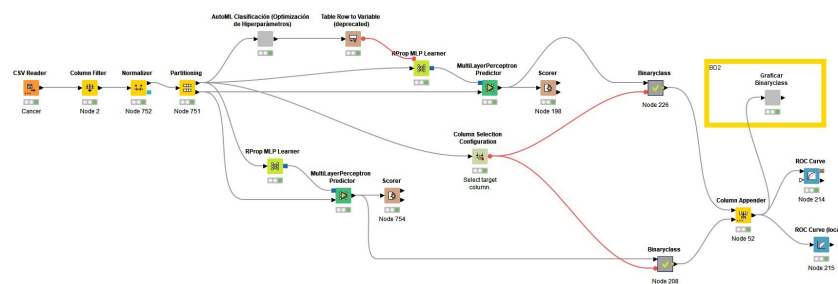 AutoML Clasificación (Optimización
de Hiperparámetros)
Table Row to Variable
(deprecated)
RProp MLP Learner
MultiLayerPerceptron
Predictor
Scorer
Node 198
CSV Reader
Cancer
Column Filter
Node 2
Normalizer
Node 752
Partitioning
Node 751
Binaryclass
Node 226
BD2
Graficar
Binaryclass
Column Selection
Configuration
Select target
column.
RProp MLP Learner
MultiLayerPerceptron
Predictor
Scorer
Node 754
ROC Curve
Node 214
Column Appender
Node 52
ROC Curve (loca
Node 215
Binaryclass
Node 208